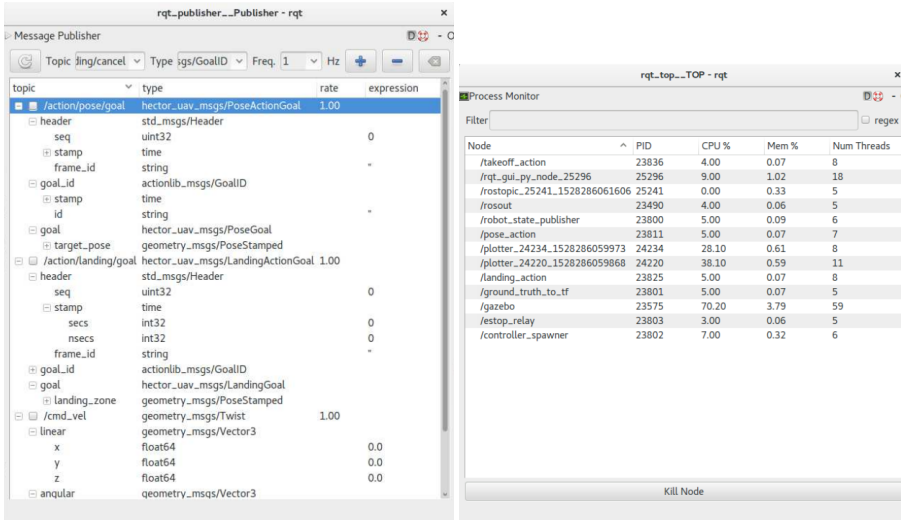 rqt_publisher__Publisher - rqt ×
Message Publisher D - O
Topic ding/cancel Type sgs/GoalID Freq. 1 Hz
topic type rate expression
/action/pose/goal hector_uav_msgs/PoseActionGoal 1.00
header std_msgs/Header
seq uint32 0
stamp time
frame_id string ''
goal_id actionlib_msgs/GoalID
stamp time
id string ''
goal hector_uav_msgs/PoseGoal
target_pose geometry_msgs/PoseStamped
/action/landing/goal hector_uav_msgs/LandingActionGoal 1.00
header std_msgs/Header
seq uint32 0
stamp time
secs int32 0
nsecs int32 0
frame_id string ''
goal_id actionlib_msgs/GoalID
goal hector_uav_msgs/LandingGoal
landing_zone geometry_msgs/PoseStamped
/cmd_vel geometry_msgs/Twist 1.00
linear geometry_msgs/Vector3
x float64 0.0
y float64 0.0
z float64 0.0
angular geometry_msgs/Vector3
rqt_top__TOP - rqt ×
Process Monitor D -
Filter regex
Node PID CPU % Mem % Num Threads
/takeoff_action 23836 4.00 0.07 8
/rqt_gui_py_node_25296 25296 9.00 1.02 18
/rostopic_25241_1528286061606 25241 0.00 0.33 5
/rosout 23490 4.00 0.06 5
/robot_state_publisher 23800 5.00 0.09 6
/pose_action 23811 5.00 0.07 7
/plotter_24234_1528286059973 24234 28.10 0.61 8
/plotter_24220_1528286059868 24220 38.10 0.59 11
/landing_action 23825 5.00 0.07 8
/ground_truth_to_tf 23801 5.00 0.07 5
/gazebo 23575 70.20 3.79 59
/estop_relay 23803 3.00 0.06 5
/controller_spawner 23802 7.00 0.32 6
Kill Node